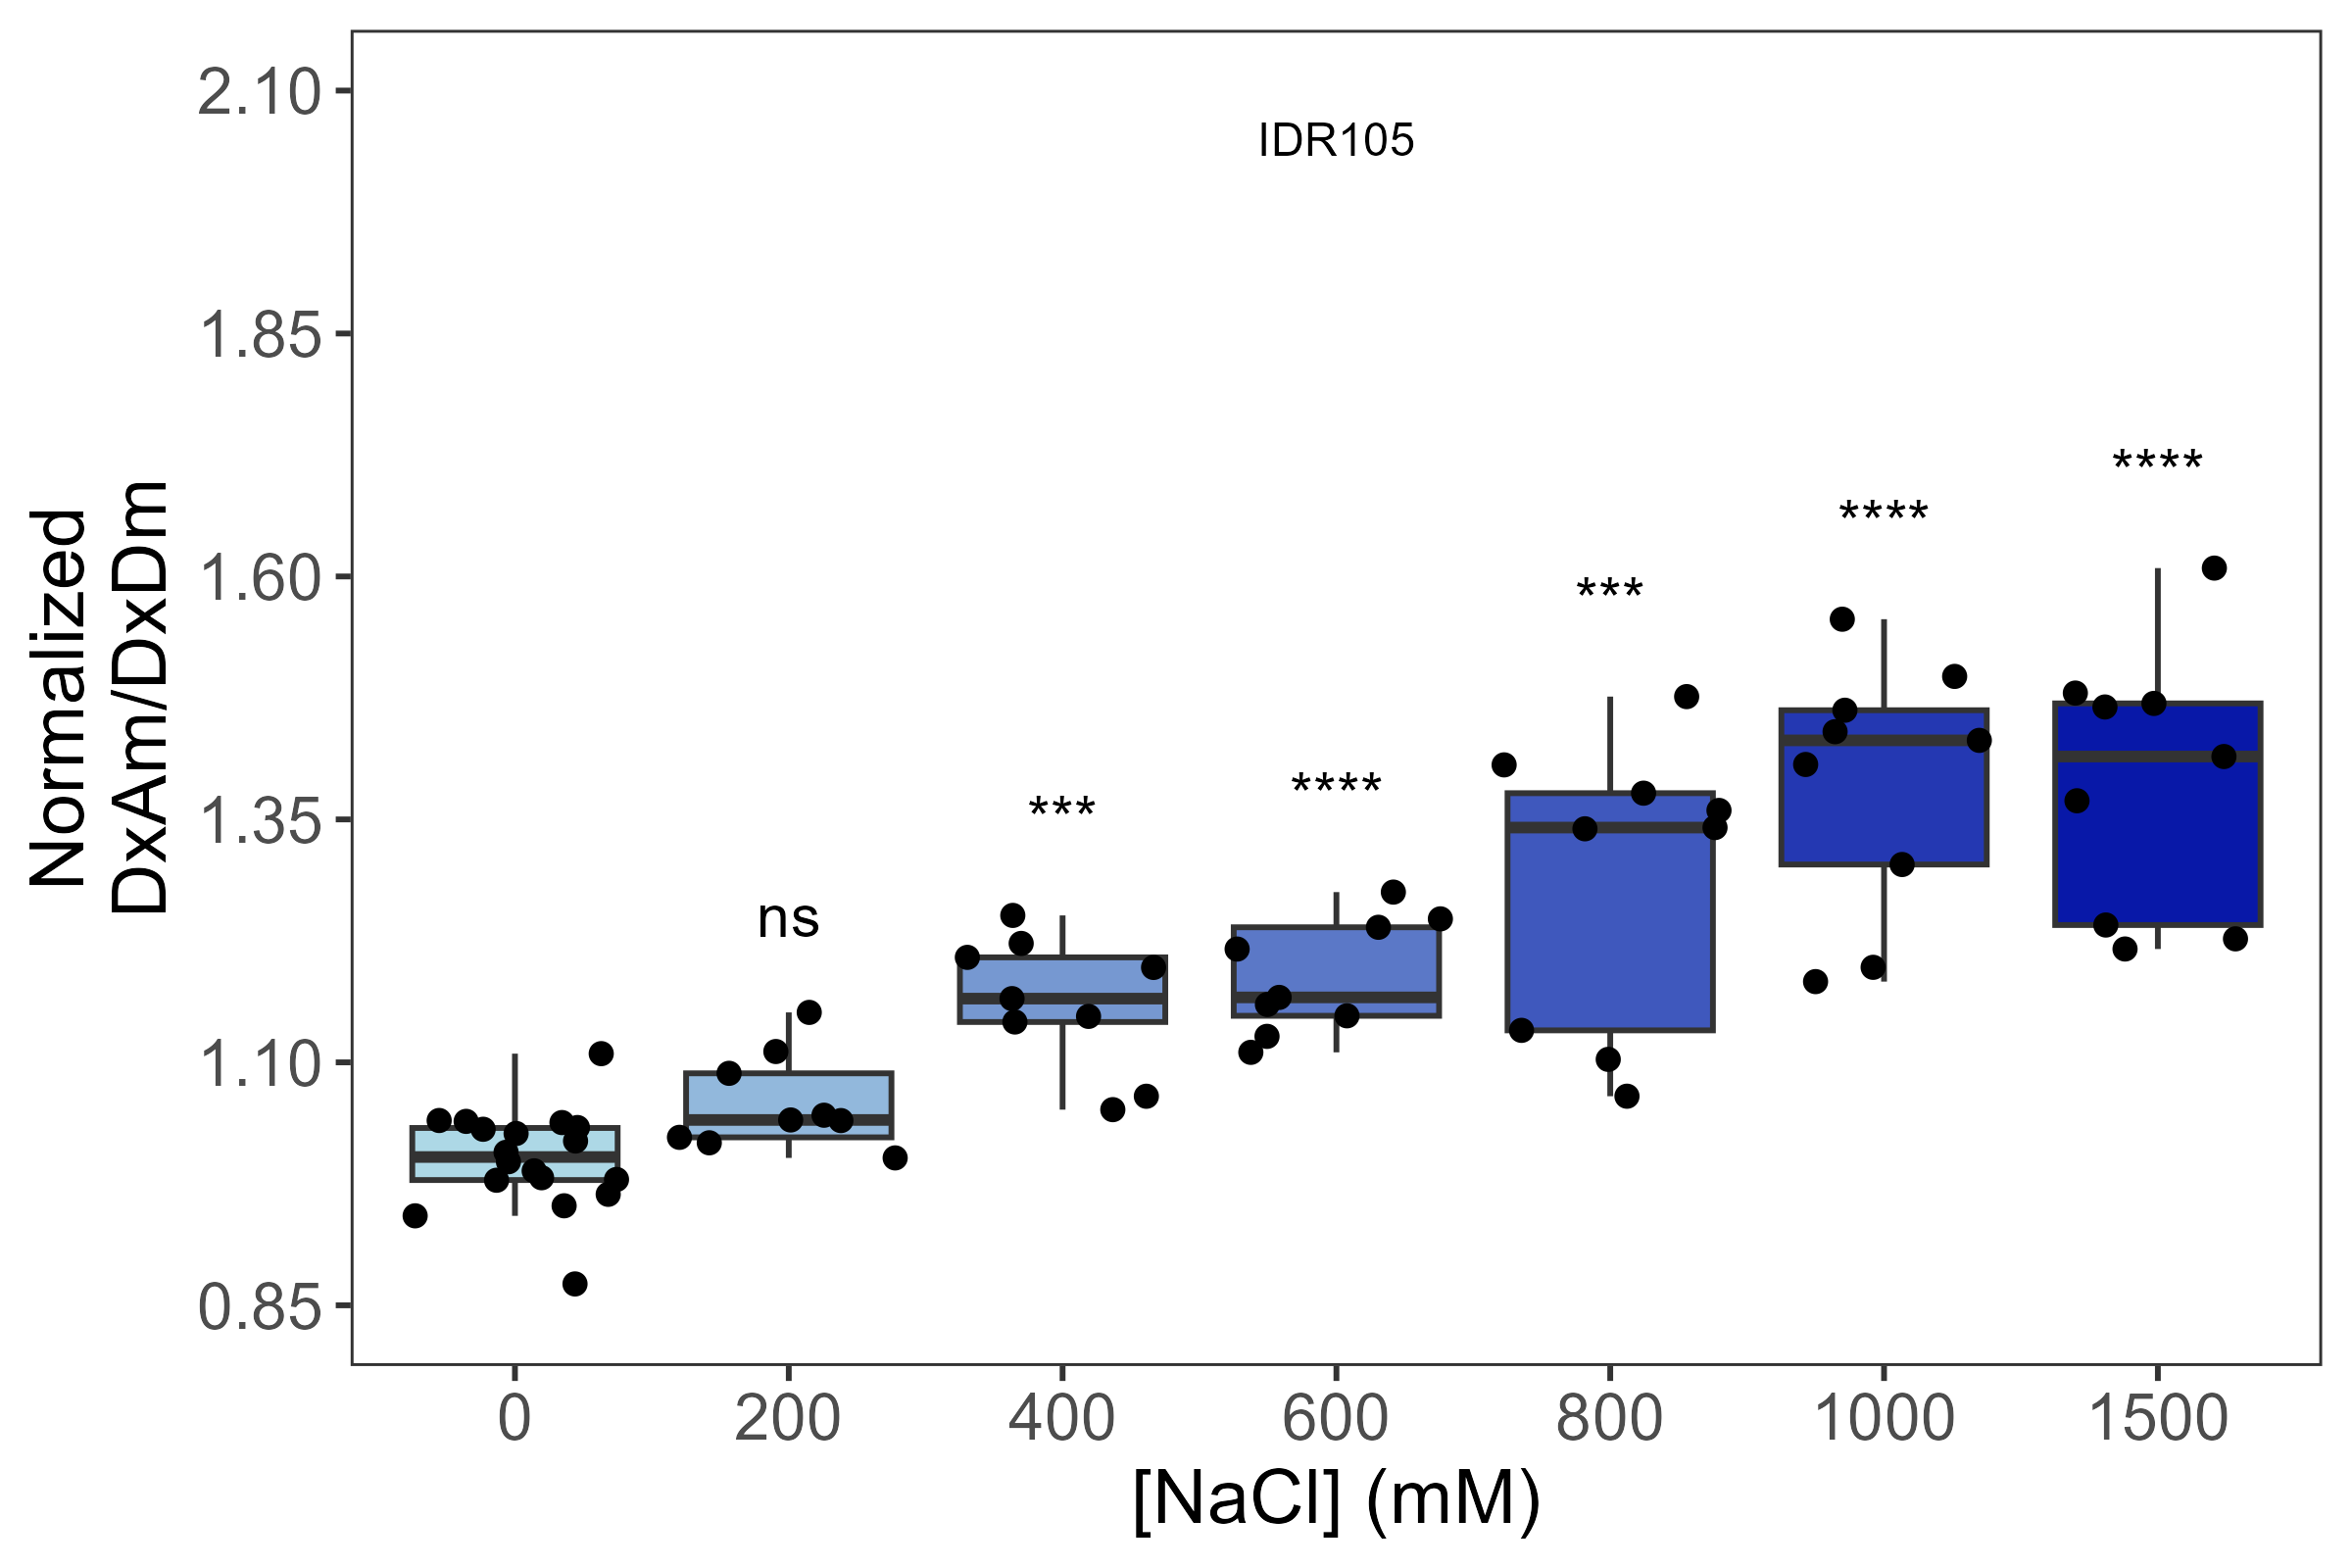 IDR105
2.10
1.85
1.60
1.35
1.10
0.85
Normalized
DxAm/DxDm
ns
***
****
***
****
****
0 200 400 600 800 1000 1500
[NaCl] (mM)